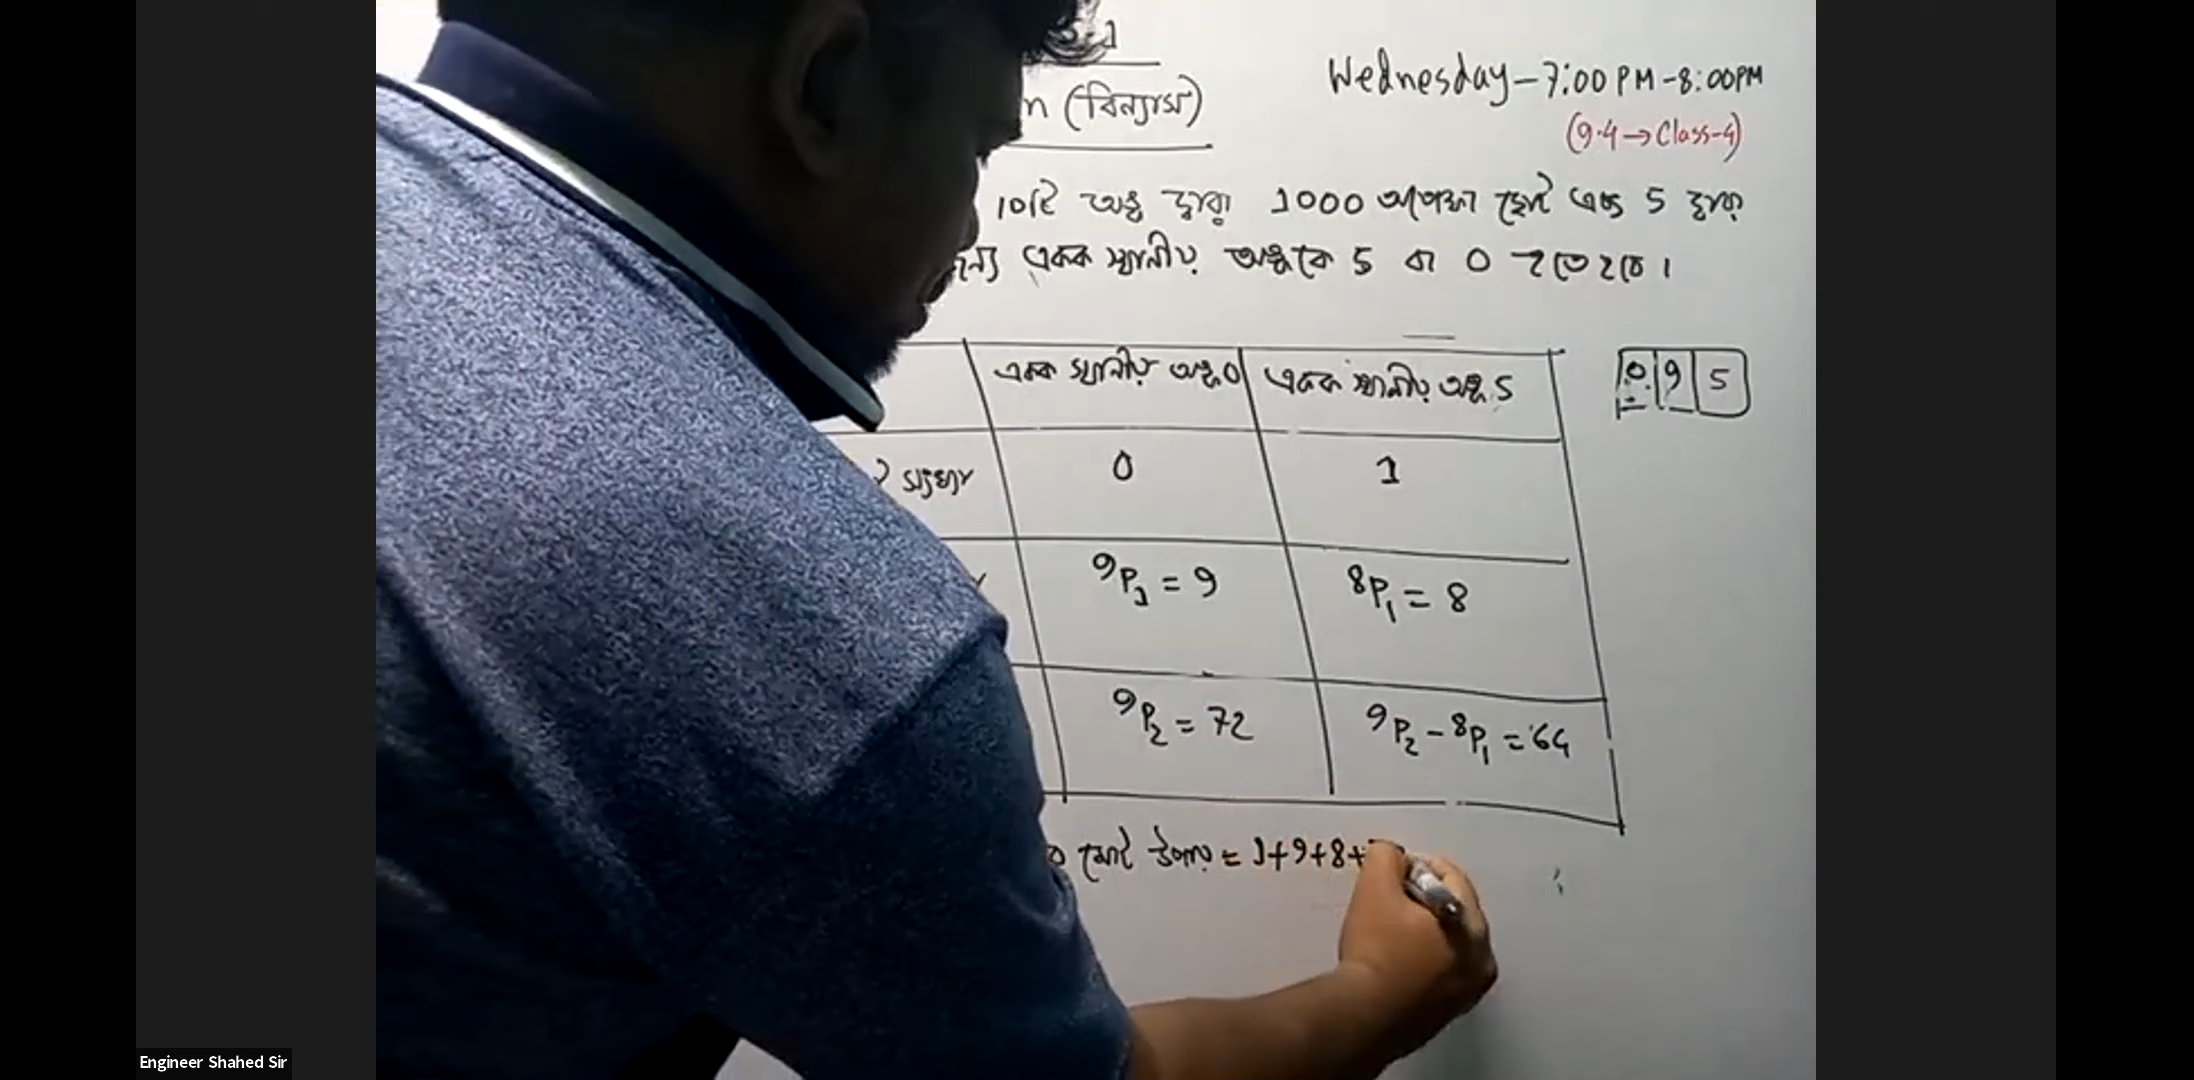 (বিন্যাস)
Wednesday – 7:00 PM - 8:00PM
(9.4 → Class-4)
10টি অঙ্ক দ্বারা 1000 অপেক্ষা ছোট এবং 5 দ্বারা
জন্য একক স্থানীয় অঙ্ককে 5 বা 0 হতে হবে।
একক স্থানীয় অঙ্ক 0 একক স্থানীয় অঙ্ক 5
0 9 5
সংখ্যার 0 1
⁹P₁ = 9 ⁸P₁ = 8
⁹P₂ = 72 ⁹P₂ - ⁸P₁ = 64
মোট উপায় = 1+9+8+
Engineer Shahed Sir